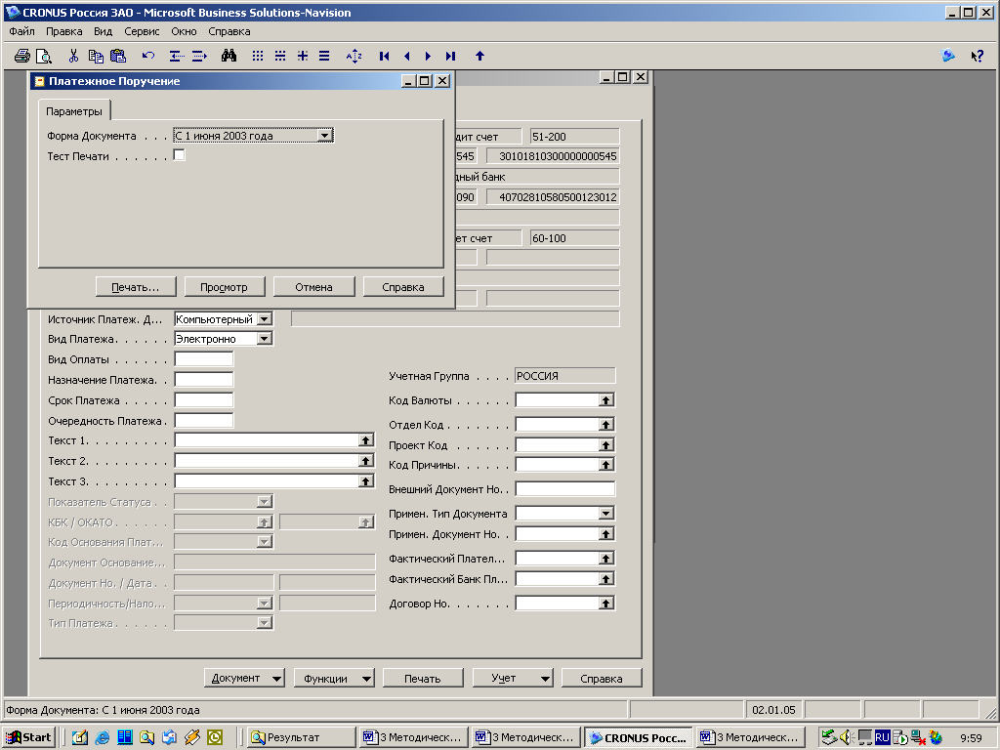 CRONUS Россия ЗАО - Microsoft Business Solutions-Navision
Файл Правка Вид Сервис Окно Справка
Платежное Поручение
Параметры
Форма Документа . . . С 1 июня 2003 года
Тест Печати . . . . . .
Печать... Просмотр Отмена Справка
дит счет 51-200
545 30101810300000000545
дный банк
090 40702810580500123012
ет счет 60-100
Источник Платеж. Д... Компьютерный
Вид Платежа. . . . . . Электронно
Вид Оплаты . . . . . .
Назначение Платежа. .
Срок Платежа . . . . .
Очередность Платежа .
Текст 1. . . . . . . . .
Текст 2. . . . . . . . .
Текст 3. . . . . . . . .
Показатель Статуса . .
КБК / ОКАТО . . . . . .
Код Основания Плат...
Документ Основание...
Документ Но. / Дата . .
Периодичность/Нало...
Тип Платежа . . . . . .
Учетная Группа . . . . РОССИЯ
Код Валюты . . . . . .
Отдел Код . . . . . . .
Проект Код . . . . . .
Код Причины. . . . . .
Внешний Документ Но. .
Примен. Тип Документа
Примен. Документ Но. .
Фактический Плател...
Фактический Банк Пл...
Договор Но. . . . . . .
Документ Функции Печать Учет Справка
Форма Документа: С 1 июня 2003 года 02.01.05
Start Результат 3 Методическ... 3 Методическ... CRONUS Росс... 3 Методическ... RU 9:59